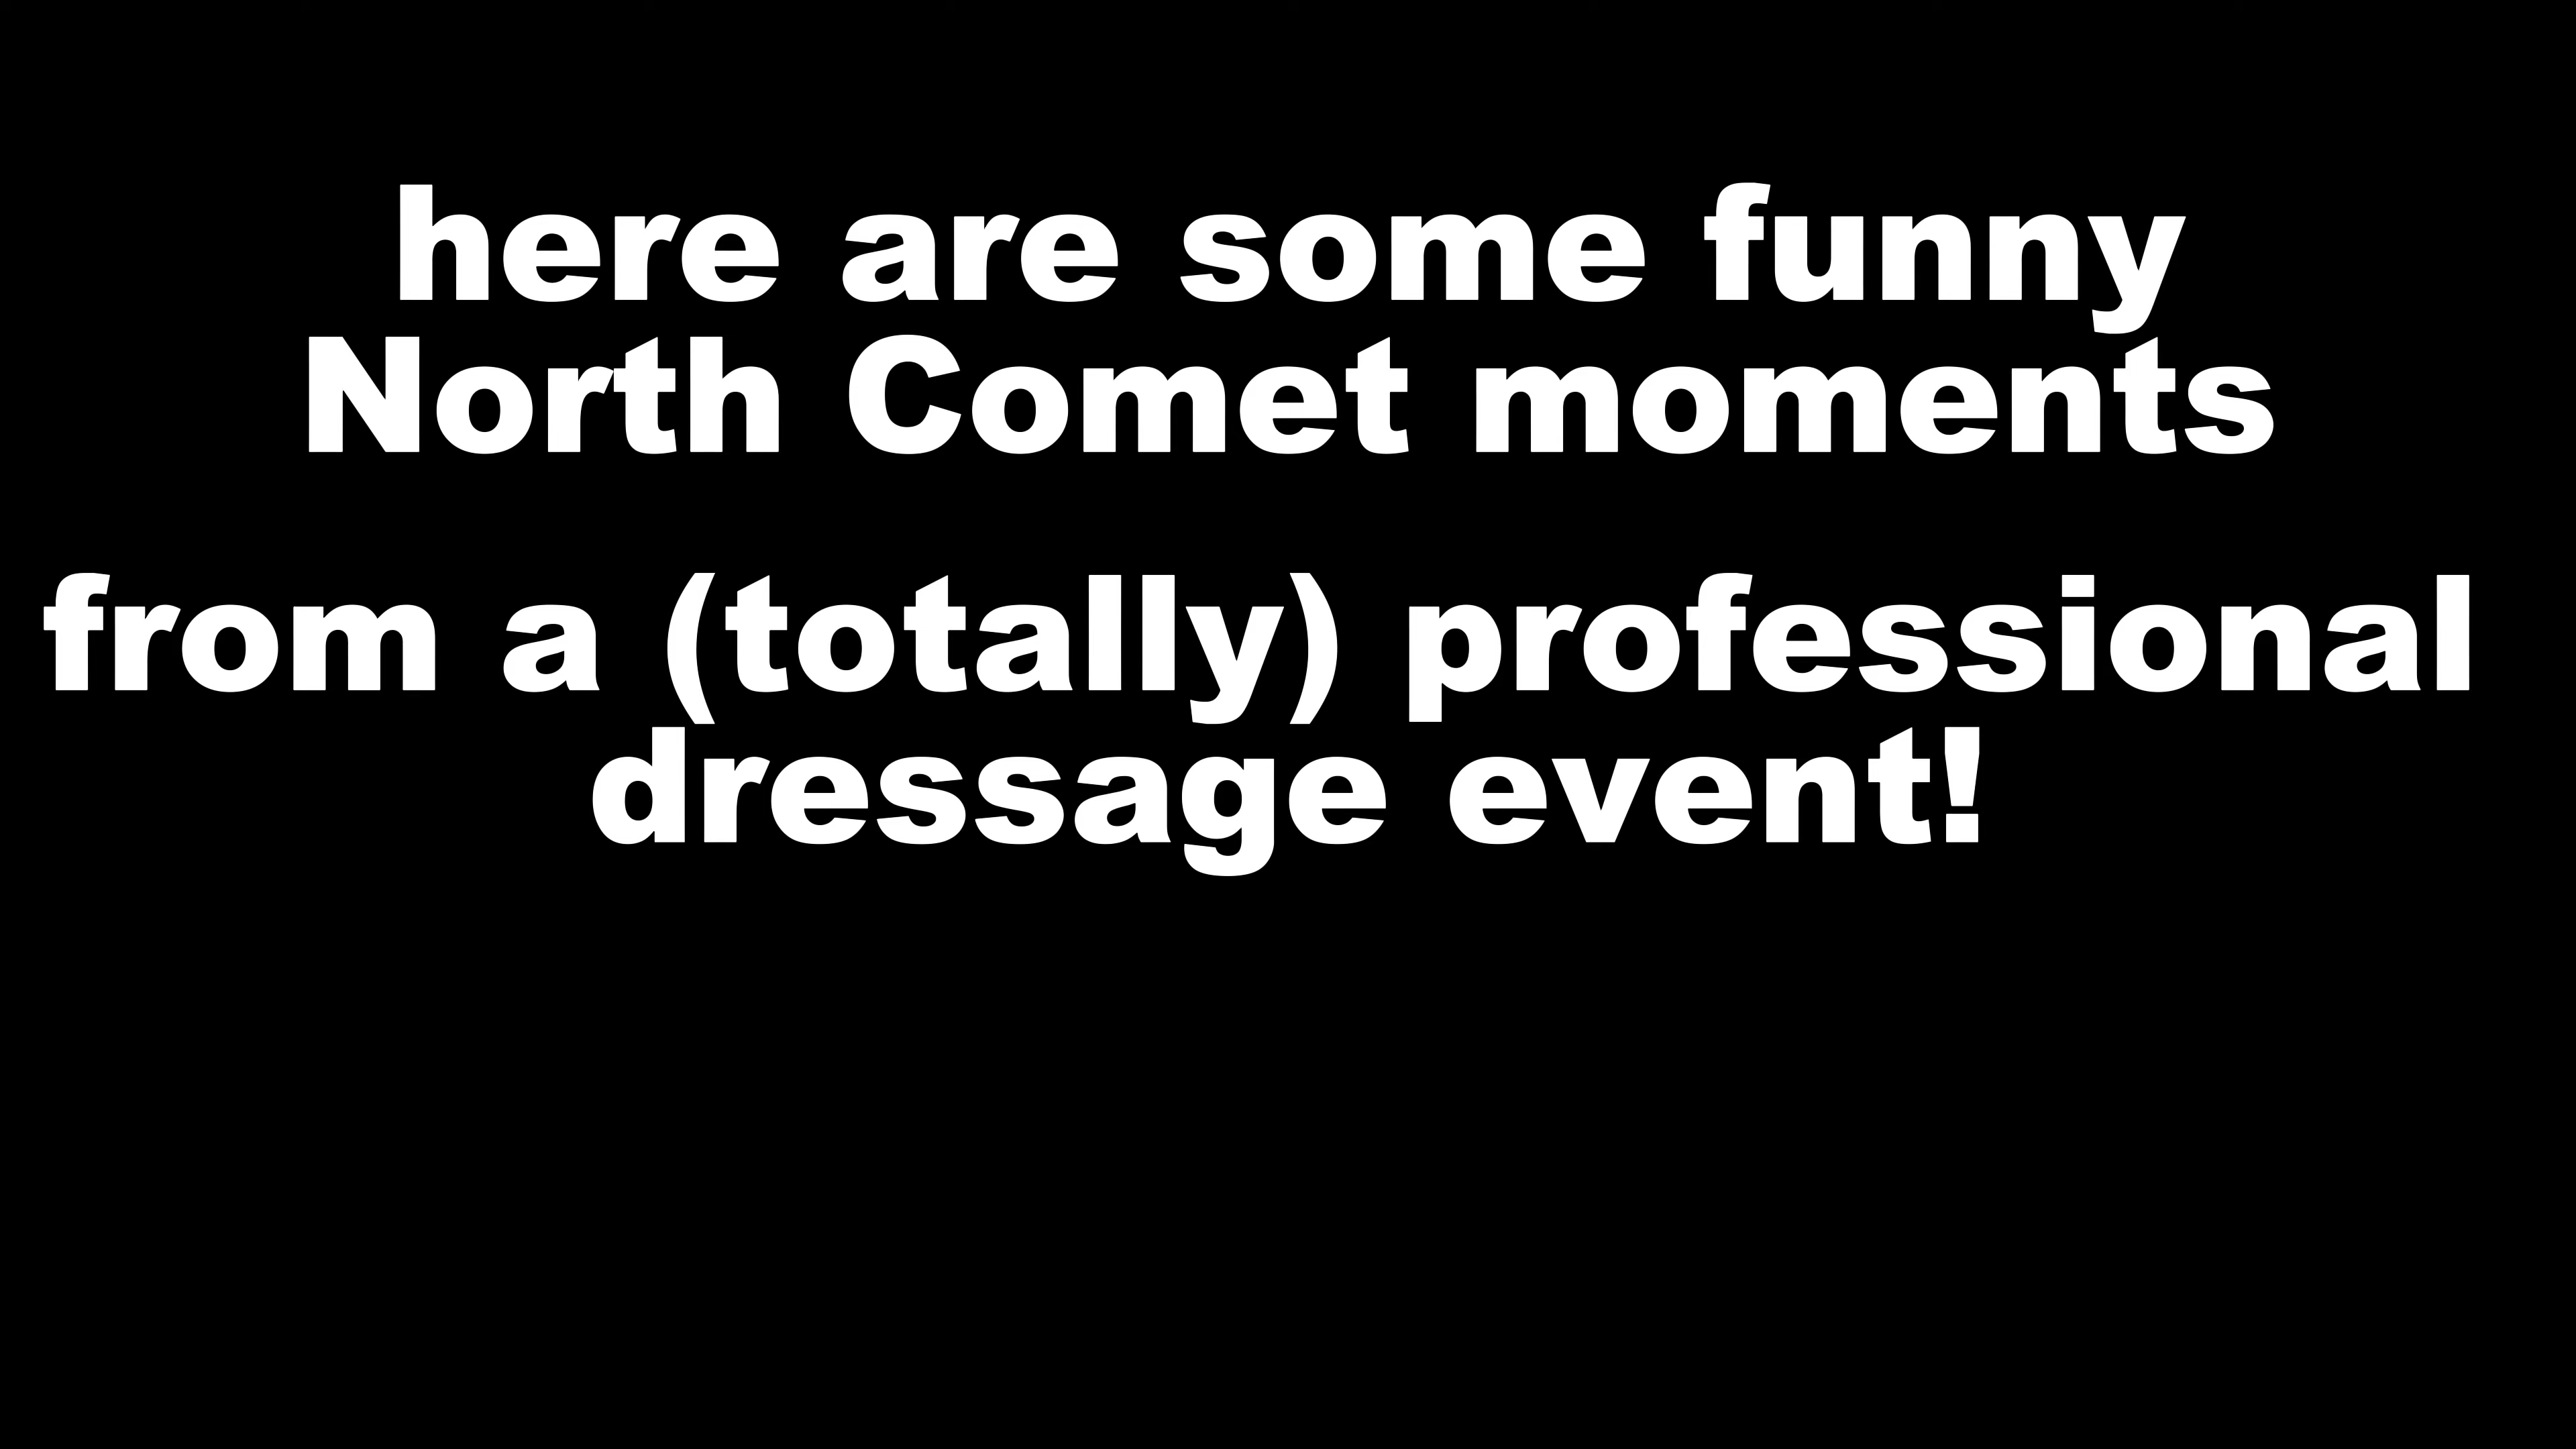 here are some funny
North Comet moments
from a (totally) professional
dressage event!